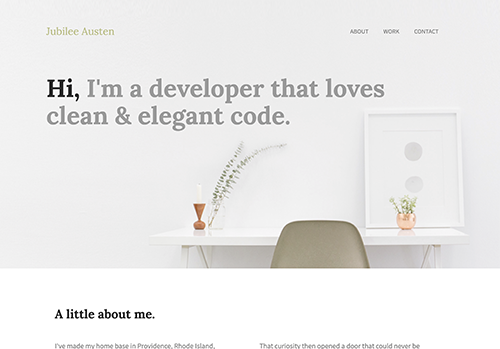 Jubilee Austen
ABOUT WORK CONTACT
Hi, I'm a developer that loves
clean & elegant code.
A little about me.
I've made my home base in Providence, Rhode Island,
That curiosity then opened a door that could never be